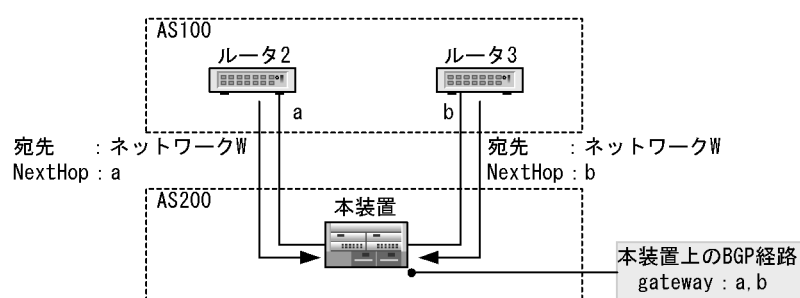 AS100
ルータ2
ルータ3
a
b
宛先　：ネットワークW
NextHop：a
宛先　：ネットワークW
NextHop：b
AS200
本装置
本装置上のBGP経路
gateway：a,b